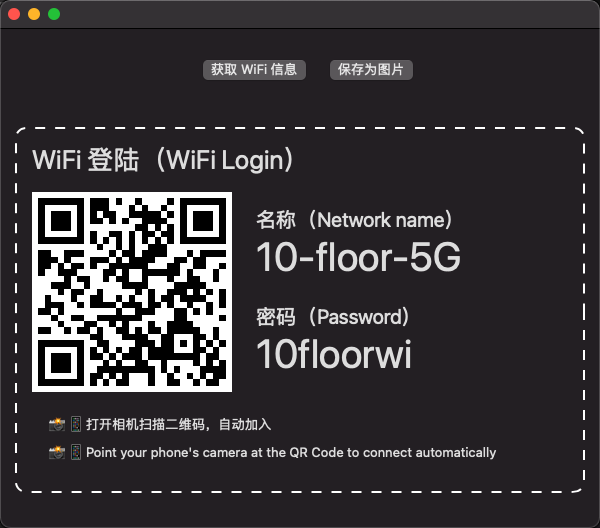 获取 WiFi 信息
保存为图片
WiFi 登陆（WiFi Login）
名称（Network name）
10-floor-5G
密码（Password）
10floorwi
打开相机扫描二维码，自动加入
Point your phone's camera at the QR Code to connect automatically